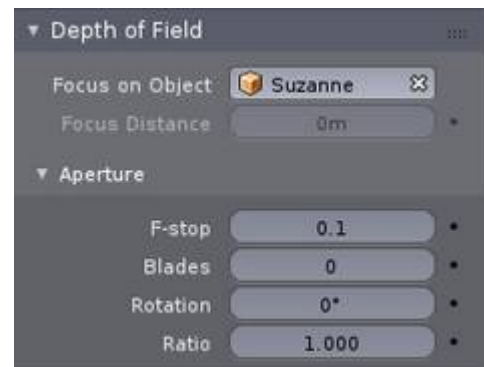 Depth of Field
Focus on Object Suzanne
Focus Distance 0m
Aperture
F-stop 0.1
Blades 0
Rotation 0°
Ratio 1.000